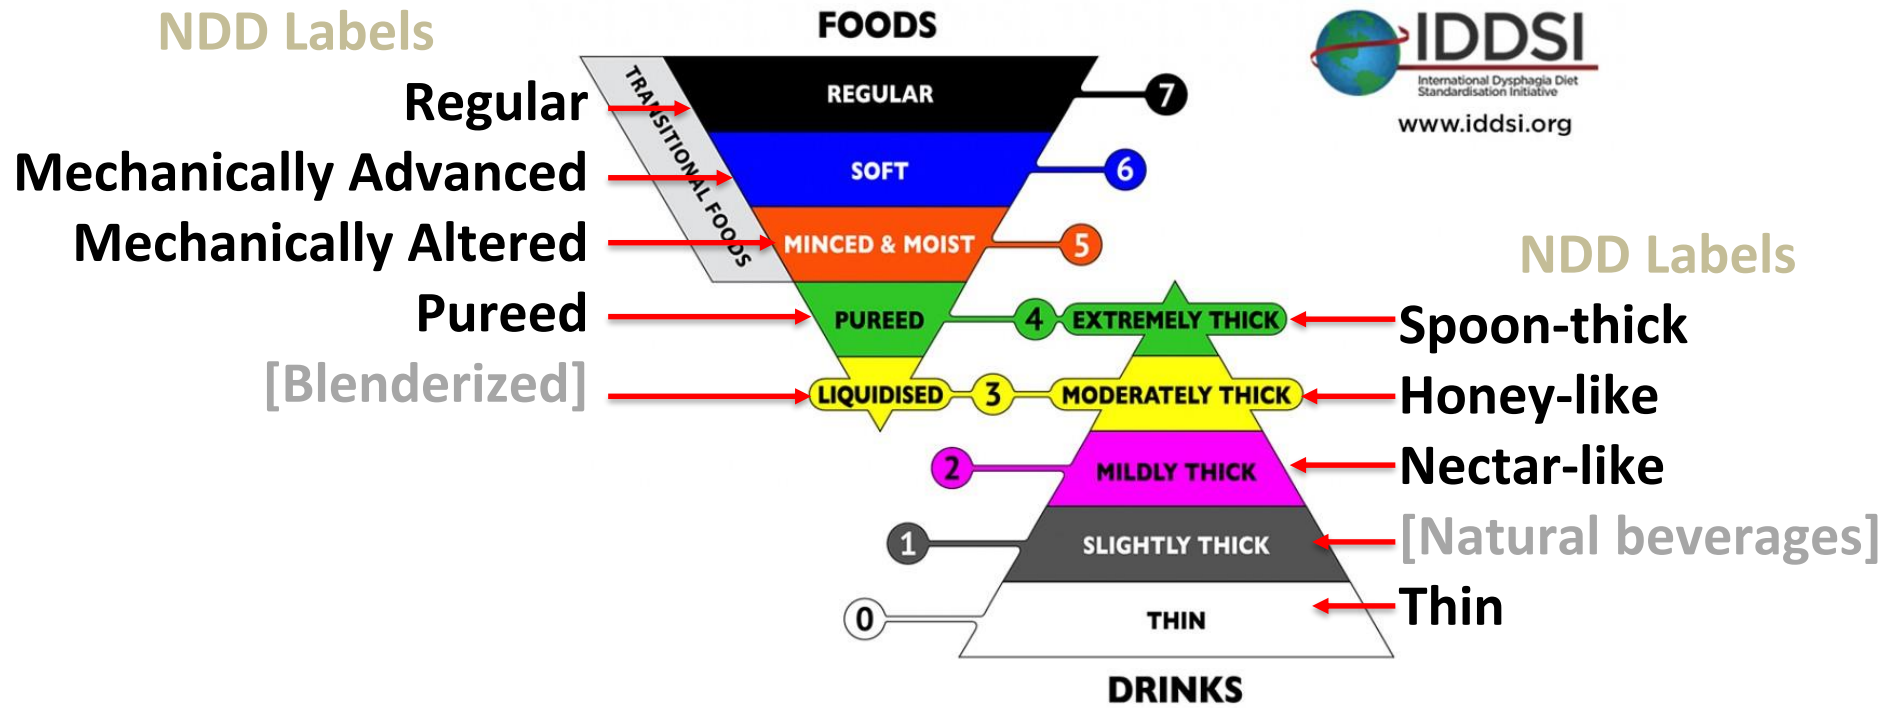 NDD Labels
FOODS
IDDSI
International Dysphagia Diet
Standardisation Initiative
www.iddsi.org
Regular
Mechanically Advanced
Mechanically Altered
Pureed
[Blenderized]
TRANSITIONAL FOODS
REGULAR
7
SOFT
6
MINCED & MOIST
5
PUREED
4
EXTREMELY THICK
LIQUIDISED
3
MODERATELY THICK
2
MILDLY THICK
1
SLIGHTLY THICK
0
THIN
DRINKS
NDD Labels
Spoon-thick
Honey-like
Nectar-like
[Natural beverages]
Thin